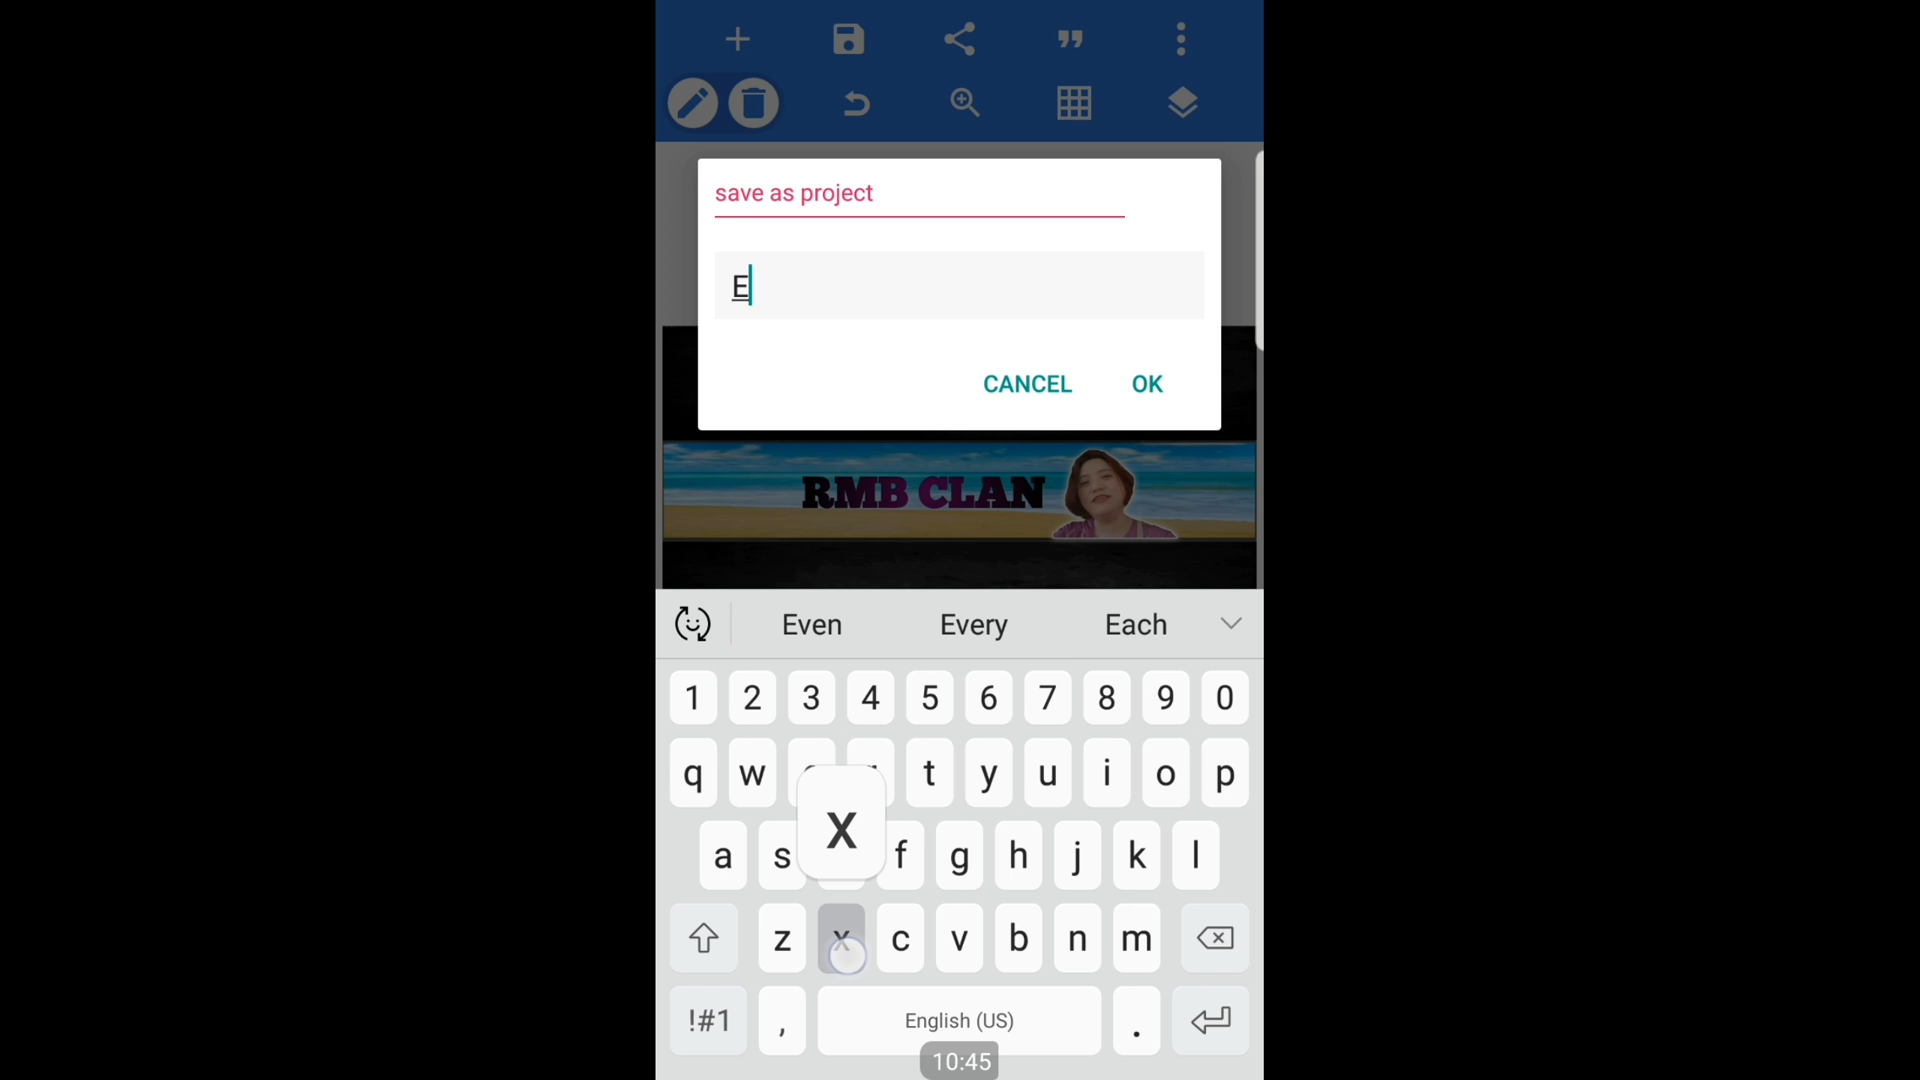 save as project
E
CANCEL OK
RMB CLAN
Even Every Each
1 2 3 4 5 6 7 8 9 0
q w t y u i o p
X
a s f g h j k l
z x c v b n m
!#1 , English (US) .
10:45